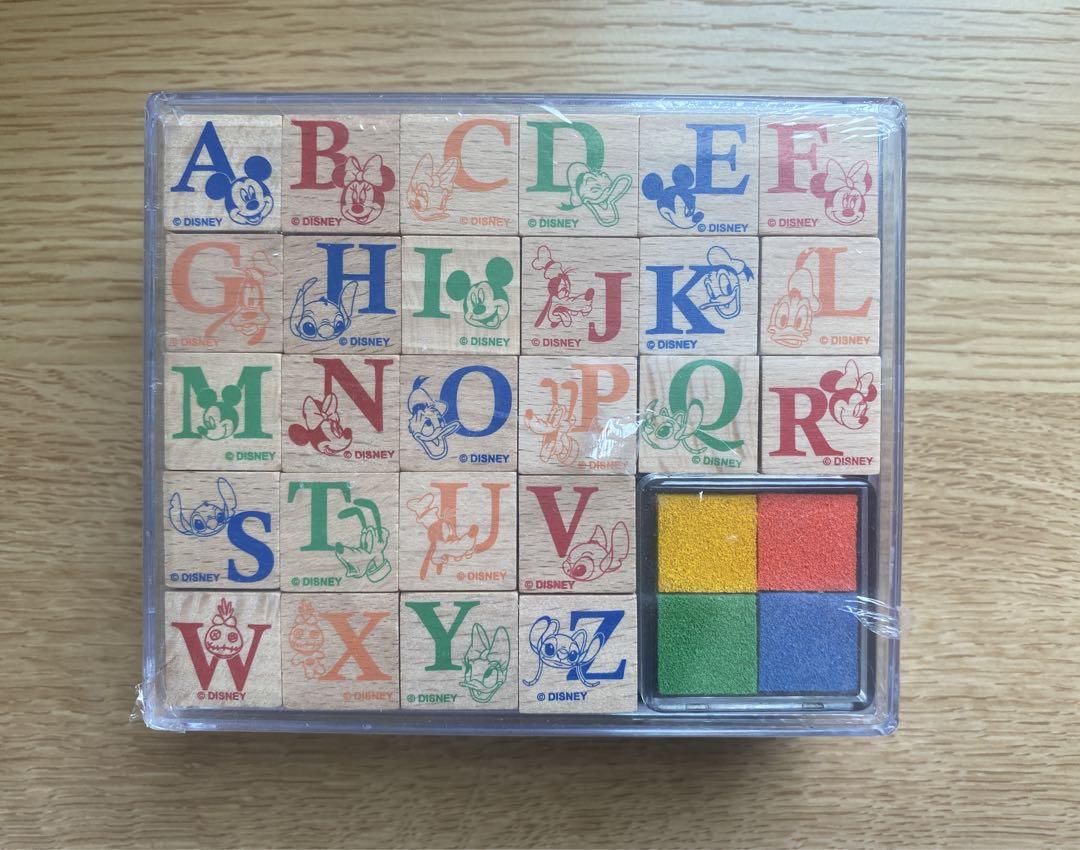 A © DISNEY
B © DISNEY
C © DISNEY
D © DISNEY
E © DISNEY
F © DISNEY
G © DISNEY
H © DISNEY
I © DISNEY
J © DISNEY
K © DISNEY
L © DISNEY
M © DISNEY
N © DISNEY
O © DISNEY
P © DISNEY
Q © DISNEY
R © DISNEY
S © DISNEY
T © DISNEY
U © DISNEY
V © DISNEY
W © DISNEY
X © DISNEY
Y © DISNEY
Z © DISNEY